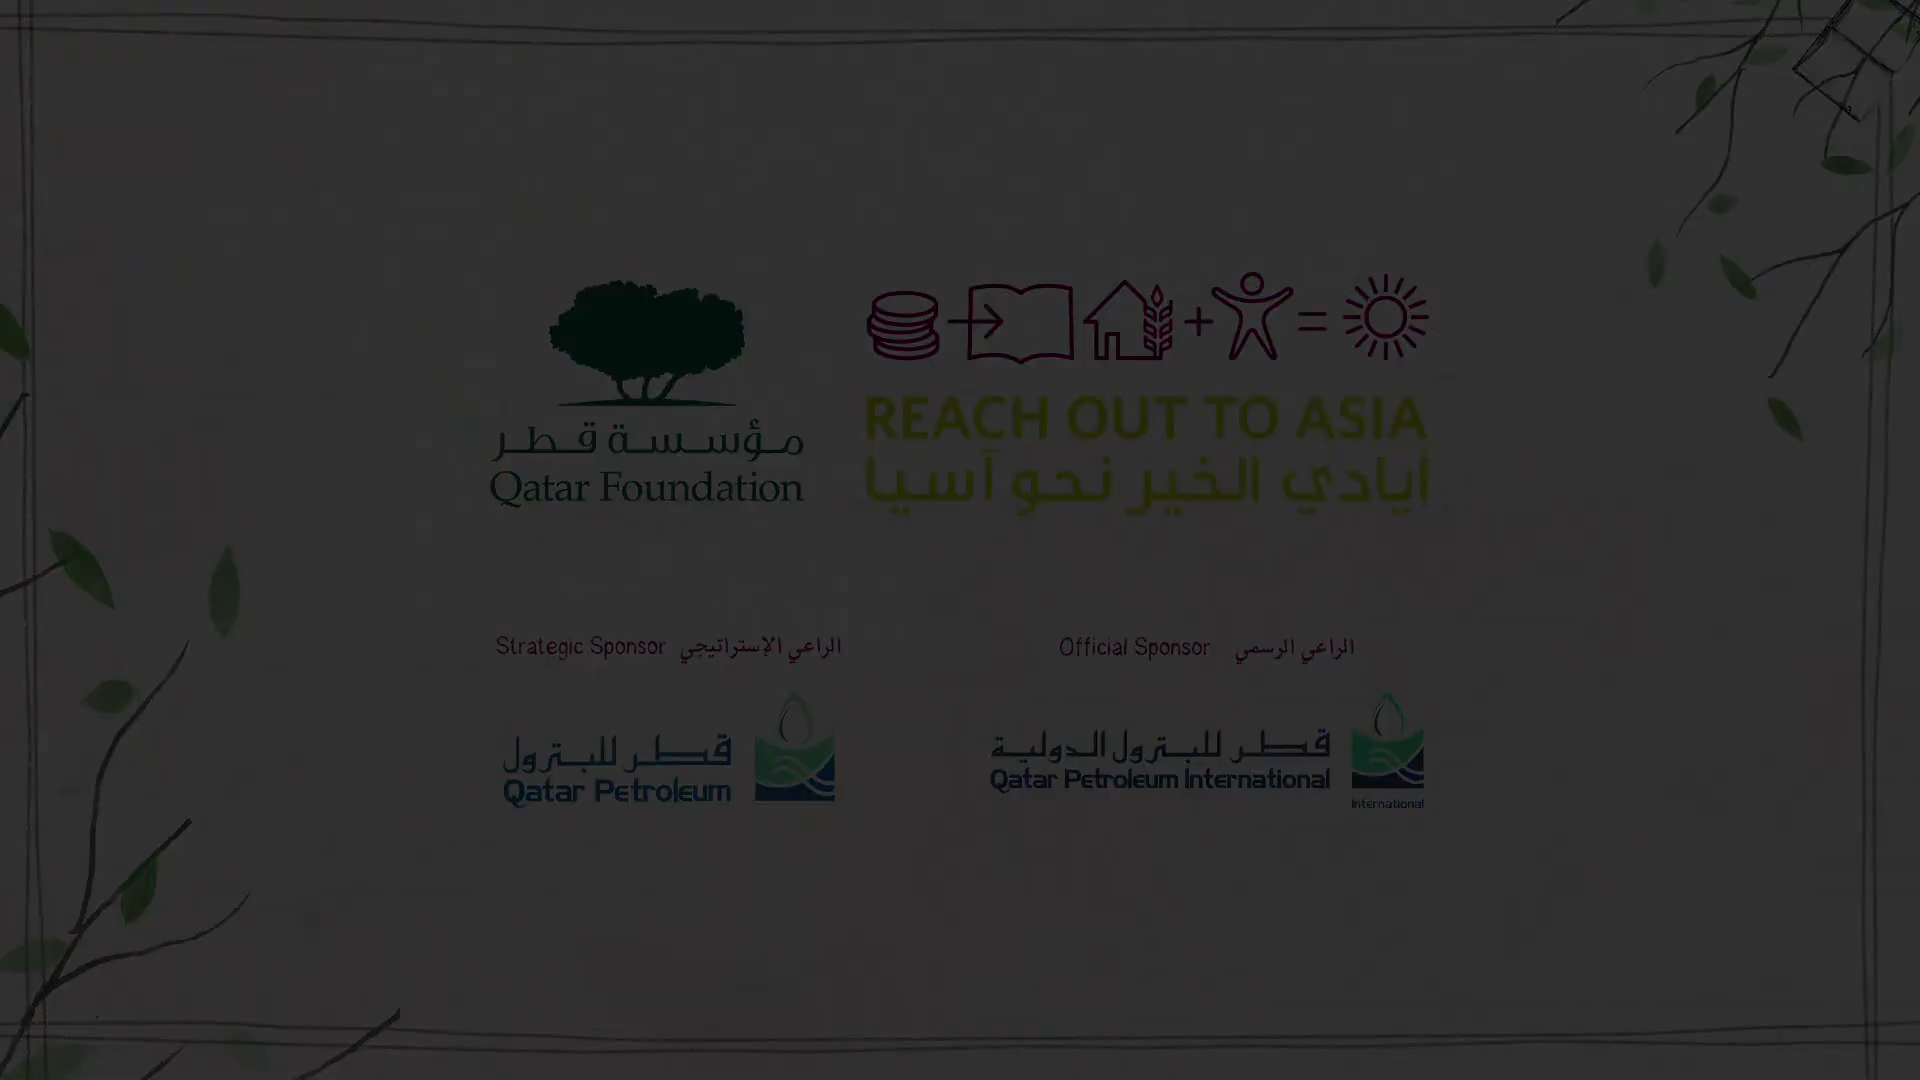 مؤسسة قطر
Qatar Foundation
REACH OUT TO ASIA
أيادي الخير نحو آسيا
Strategic Sponsor الراعي الإستراتيجي
قطر للبترول
Qatar Petroleum
Official Sponsor الراعي الرسمي
قطر للبترول الدولية
Qatar Petroleum International
International